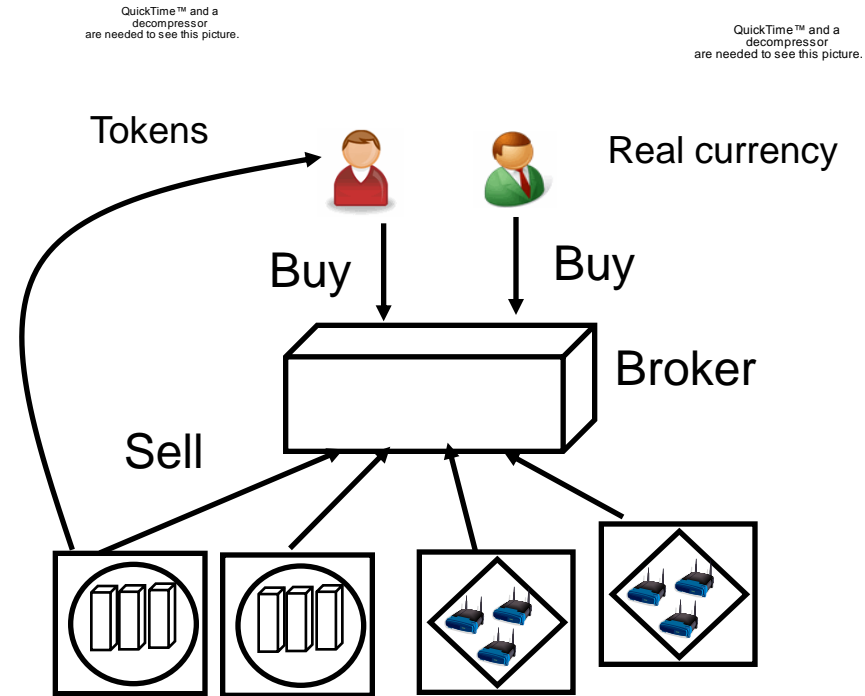 QuickTime™ and a
decompressor
are needed to see this picture.
QuickTime™ and a
decompressor
are needed to see this picture.
Tokens
Real currency
Buy
Buy
Broker
Sell